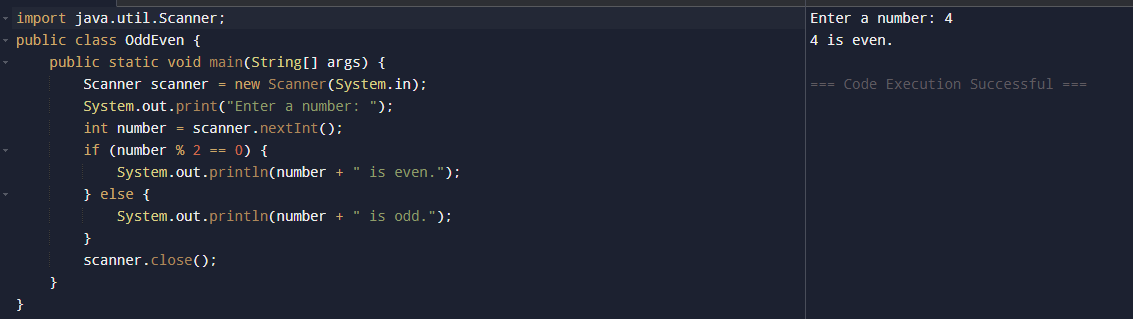 import java.util.Scanner;
public class OddEven {
    public static void main(String[] args) {
        Scanner scanner = new Scanner(System.in);
        System.out.print("Enter a number: ");
        int number = scanner.nextInt();
        if (number % 2 == 0) {
            System.out.println(number + " is even.");
        } else {
            System.out.println(number + " is odd.");
        }
        scanner.close();
    }
}
Enter a number: 4
4 is even.
=== Code Execution Successful ===